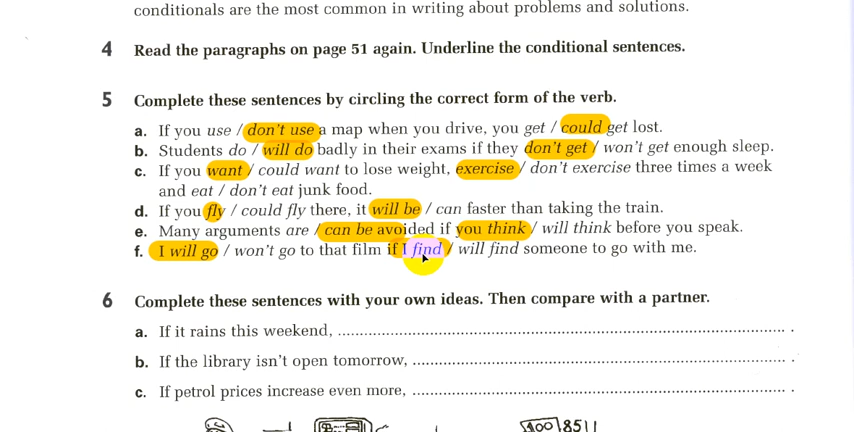 conditionals are the most common in writing about problems and solutions.
4 Read the paragraphs on page 51 again. Underline the conditional sentences.
5 Complete these sentences by circling the correct form of the verb.
a. If you use / don't use a map when you drive, you get / could get lost.
b. Students do / will do badly in their exams if they don't get / won't get enough sleep.
c. If you want / could want to lose weight, exercise / don't exercise three times a week
and eat / don't eat junk food.
d. If you fly / could fly there, it will be / can faster than taking the train.
e. Many arguments are / can be avoided if you think / will think before you speak.
f. I will go / won't go to that film if I find / will find someone to go with me.
6 Complete these sentences with your own ideas. Then compare with a partner.
a. If it rains this weekend, .
b. If the library isn't open tomorrow, .
c. If petrol prices increase even more, .